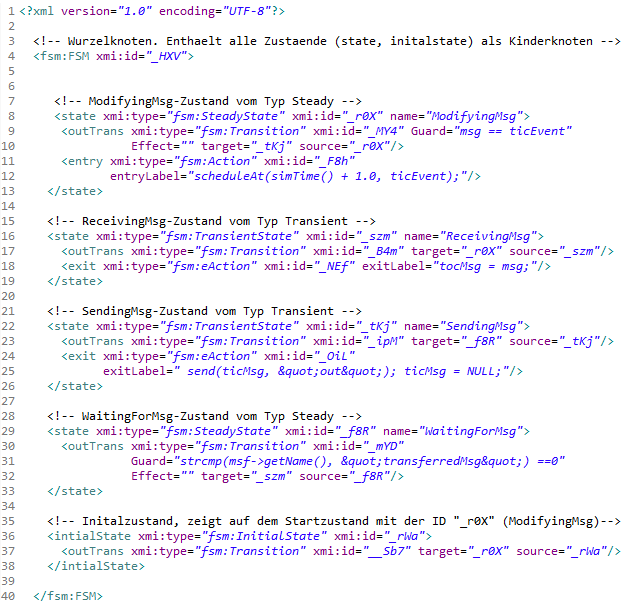 1 <?xml version="1.0" encoding="UTF-8"?>
2
3 <!-- Wurzelknoten. Enthaelt alle Zustaende (state, initalstate) als Kinderknoten -->
4 <fsm:FSM xmi:id="_HXV">
5
6
7 <!-- ModifyingMsg-Zustand vom Typ Steady -->
8 <state xmi:type="fsm:SteadyState" xmi:id="_r0X" name="ModifyingMsg">
9 <outTrans xmi:type="fsm:Transition" xmi:id="_MY4" Guard="msg == ticEvent"
10 Effect="" target="_tKj" source="_r0X"/>
11 <entry xmi:type="fsm:Action" xmi:id="_F8h"
12 entryLabel="scheduleAt(simTime() + 1.0, ticEvent);"/>
13 </state>
14
15 <!-- ReceivingMsg-Zustand vom Typ Transient -->
16 <state xmi:type="fsm:TransientState" xmi:id="_szm" name="ReceivingMsg">
17 <outTrans xmi:type="fsm:Transition" xmi:id="_B4m" target="_r0X" source="_szm"/>
18 <exit xmi:type="fsm:eAction" xmi:id="_NEf" exitLabel="tocMsg = msg;"/>
19 </state>
20
21 <!-- SendingMsg-Zustand vom Typ Transient -->
22 <state xmi:type="fsm:TransientState" xmi:id="_tKj" name="SendingMsg">
23 <outTrans xmi:type="fsm:Transition" xmi:id="_ipM" target="_f8R" source="_tKj"/>
24 <exit xmi:type="fsm:eAction" xmi:id="_OiL"
25 exitLabel=" send(ticMsg, &quot;out&quot;); ticMsg = NULL;"/>
26 </state>
27
28 <!-- WaitingForMsg-Zustand vom Typ Steady -->
29 <state xmi:type="fsm:SteadyState" xmi:id="_f8R" name="WaitingForMsg">
30 <outTrans xmi:type="fsm:Transition" xmi:id="_mYD"
31 Guard="strcmp(msf->getName(), &quot;transferredMsg&quot;) ==0"
32 Effect="" target="_szm" source="_f8R"/>
33 </state>
34
35 <!-- Initalzustand, zeigt auf dem Startzustand mit der ID "_r0X" (ModifyingMsg)-->
36 <intialState xmi:type="fsm:InitialState" xmi:id="_rWa">
37 <outTrans xmi:type="fsm:Transition" xmi:id="__Sb7" target="_r0X" source="_rWa"/>
38 </intialState>
39
40 </fsm:FSM>